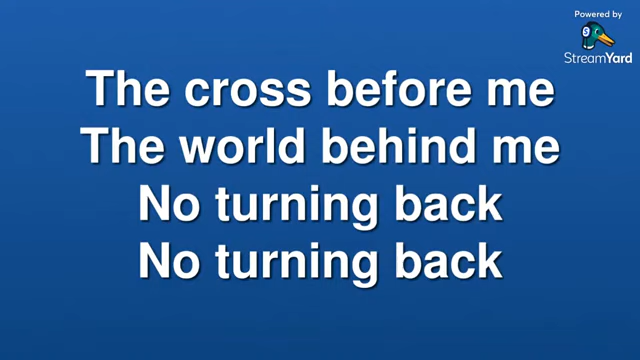 Powered by
StreamYard
The cross before me
The world behind me
No turning back
No turning back